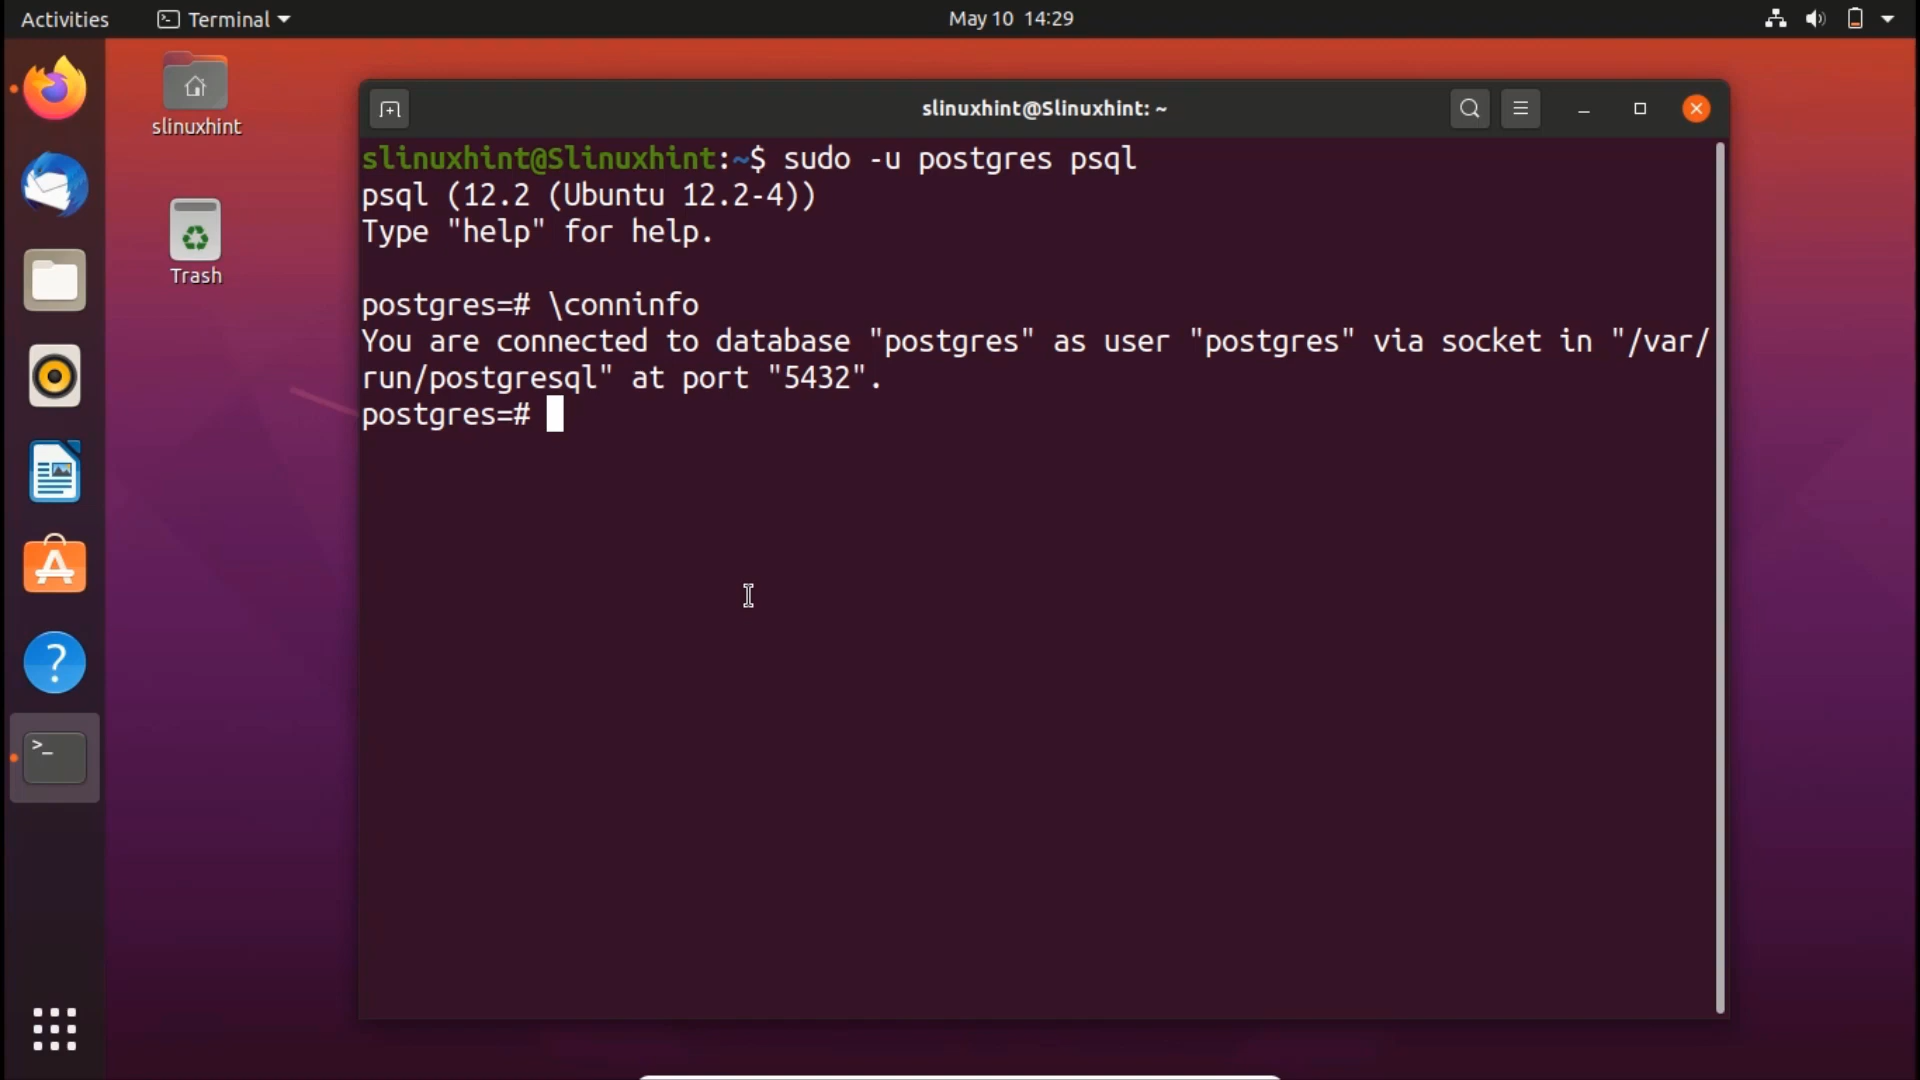 Activities
Terminal
May 10 14:29
slinuxhint
Trash
slinuxhint@Slinuxhint: ~
slinuxhint@Slinuxhint:~$ sudo -u postgres psql
psql (12.2 (Ubuntu 12.2-4))
Type "help" for help.
postgres=# \conninfo
You are connected to database "postgres" as user "postgres" via socket in "/var/
run/postgresql" at port "5432".
postgres=#